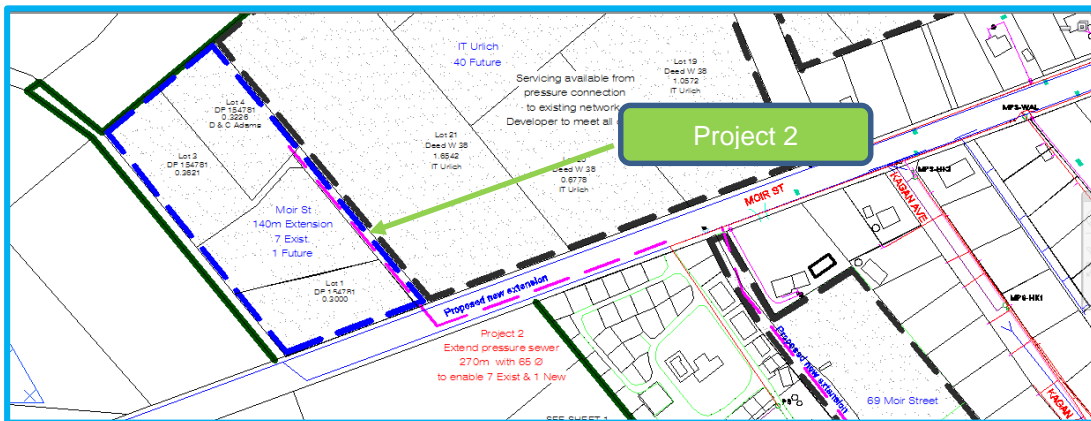 IT Urlich
40 Future
Servicing available from
pressure connection
to existing network
Developer to meet all
Lot 19
Deed W 38
1.0572
IT Urlich
Lot 4
DP 154781
0.3226
D & C Adams
Lot 3
DP 154781
0.3621
Lot 21
Deed W 38
1.6542
IT Urlich
Deed W 38
0.6778
IT Urlich
Project 2
Moir St
140m Extension
7 Exist.
1 Future
Lot 1
DP 154781
0.3000
MOIR ST
KAGAN AVE
MPS-WAL
MPS-HK2
MPS-HK1
KAGAN
Proposed new extension
Project 2
Extend pressure sewer
270m with 65 Ø
to enable 7 Exist & 1 New
Proposed new extension
69 Moir Street
PS
SEE SHEET 1